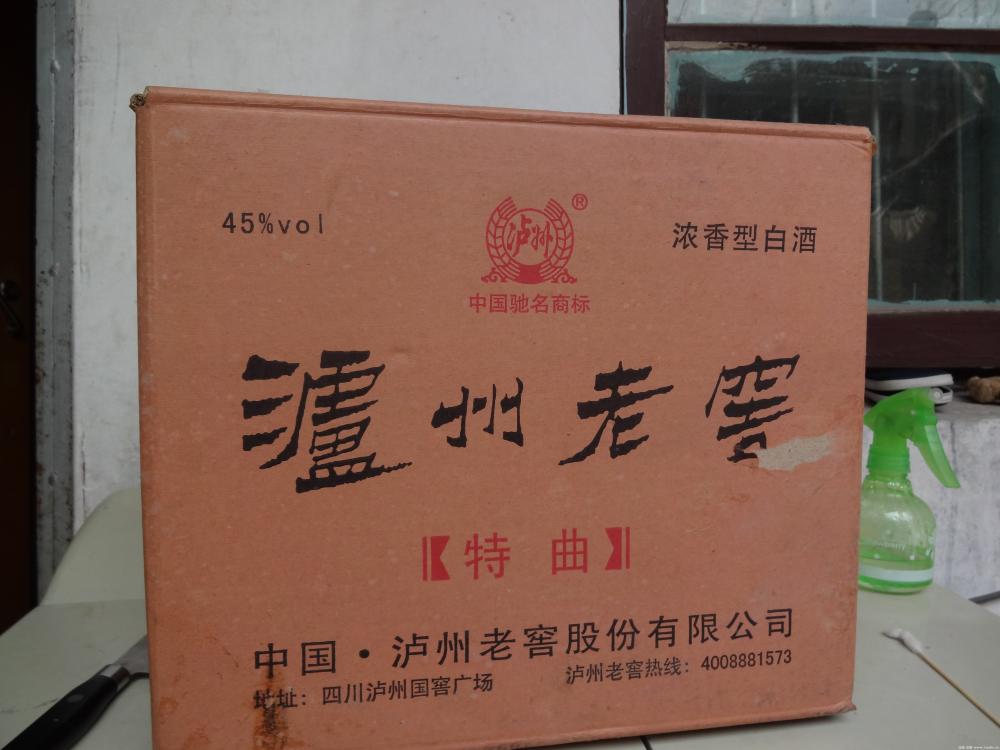 45%vol
泸州
®
浓香型白酒
中国驰名商标
瀘州老窖
【特曲】
中国·泸州老窖股份有限公司
地址：四川泸州国窖广场
泸州老窖热线：4008881573